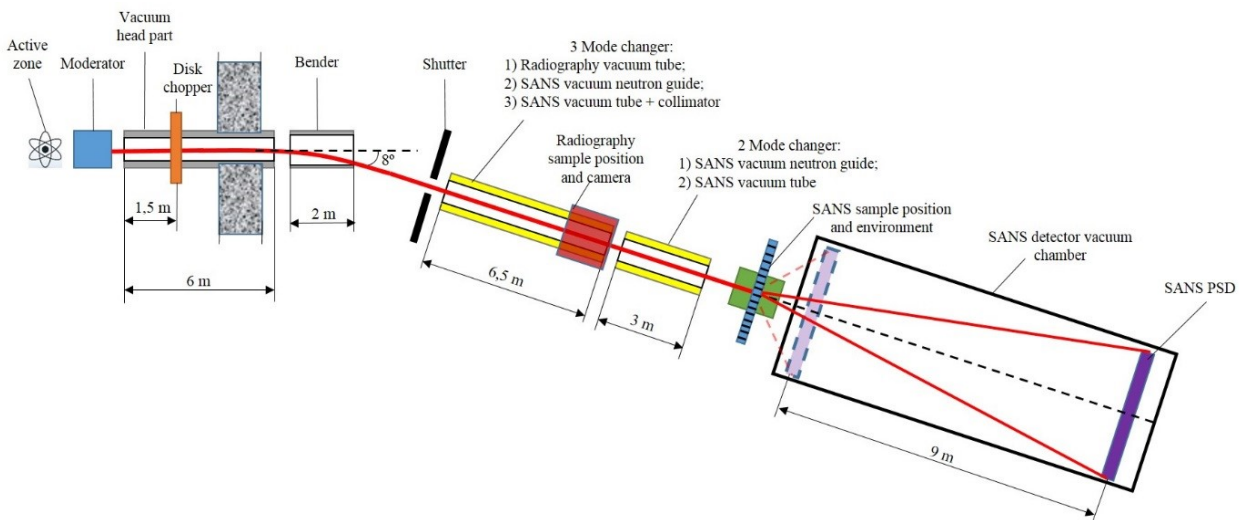 Active
zone
Moderator
Vacuum
head part
Disk
chopper
1,5 m
6 m
Bender
2 m
8º
Shutter
3 Mode changer:
1) Radiography vacuum tube;
2) SANS vacuum neutron guide;
3) SANS vacuum tube + collimator
Radiography
sample position
and camera
6,5 m
2 Mode changer:
1) SANS vacuum neutron guide;
2) SANS vacuum tube
3 m
SANS sample position
and environment
SANS detector vacuum
chamber
SANS PSD
9 m